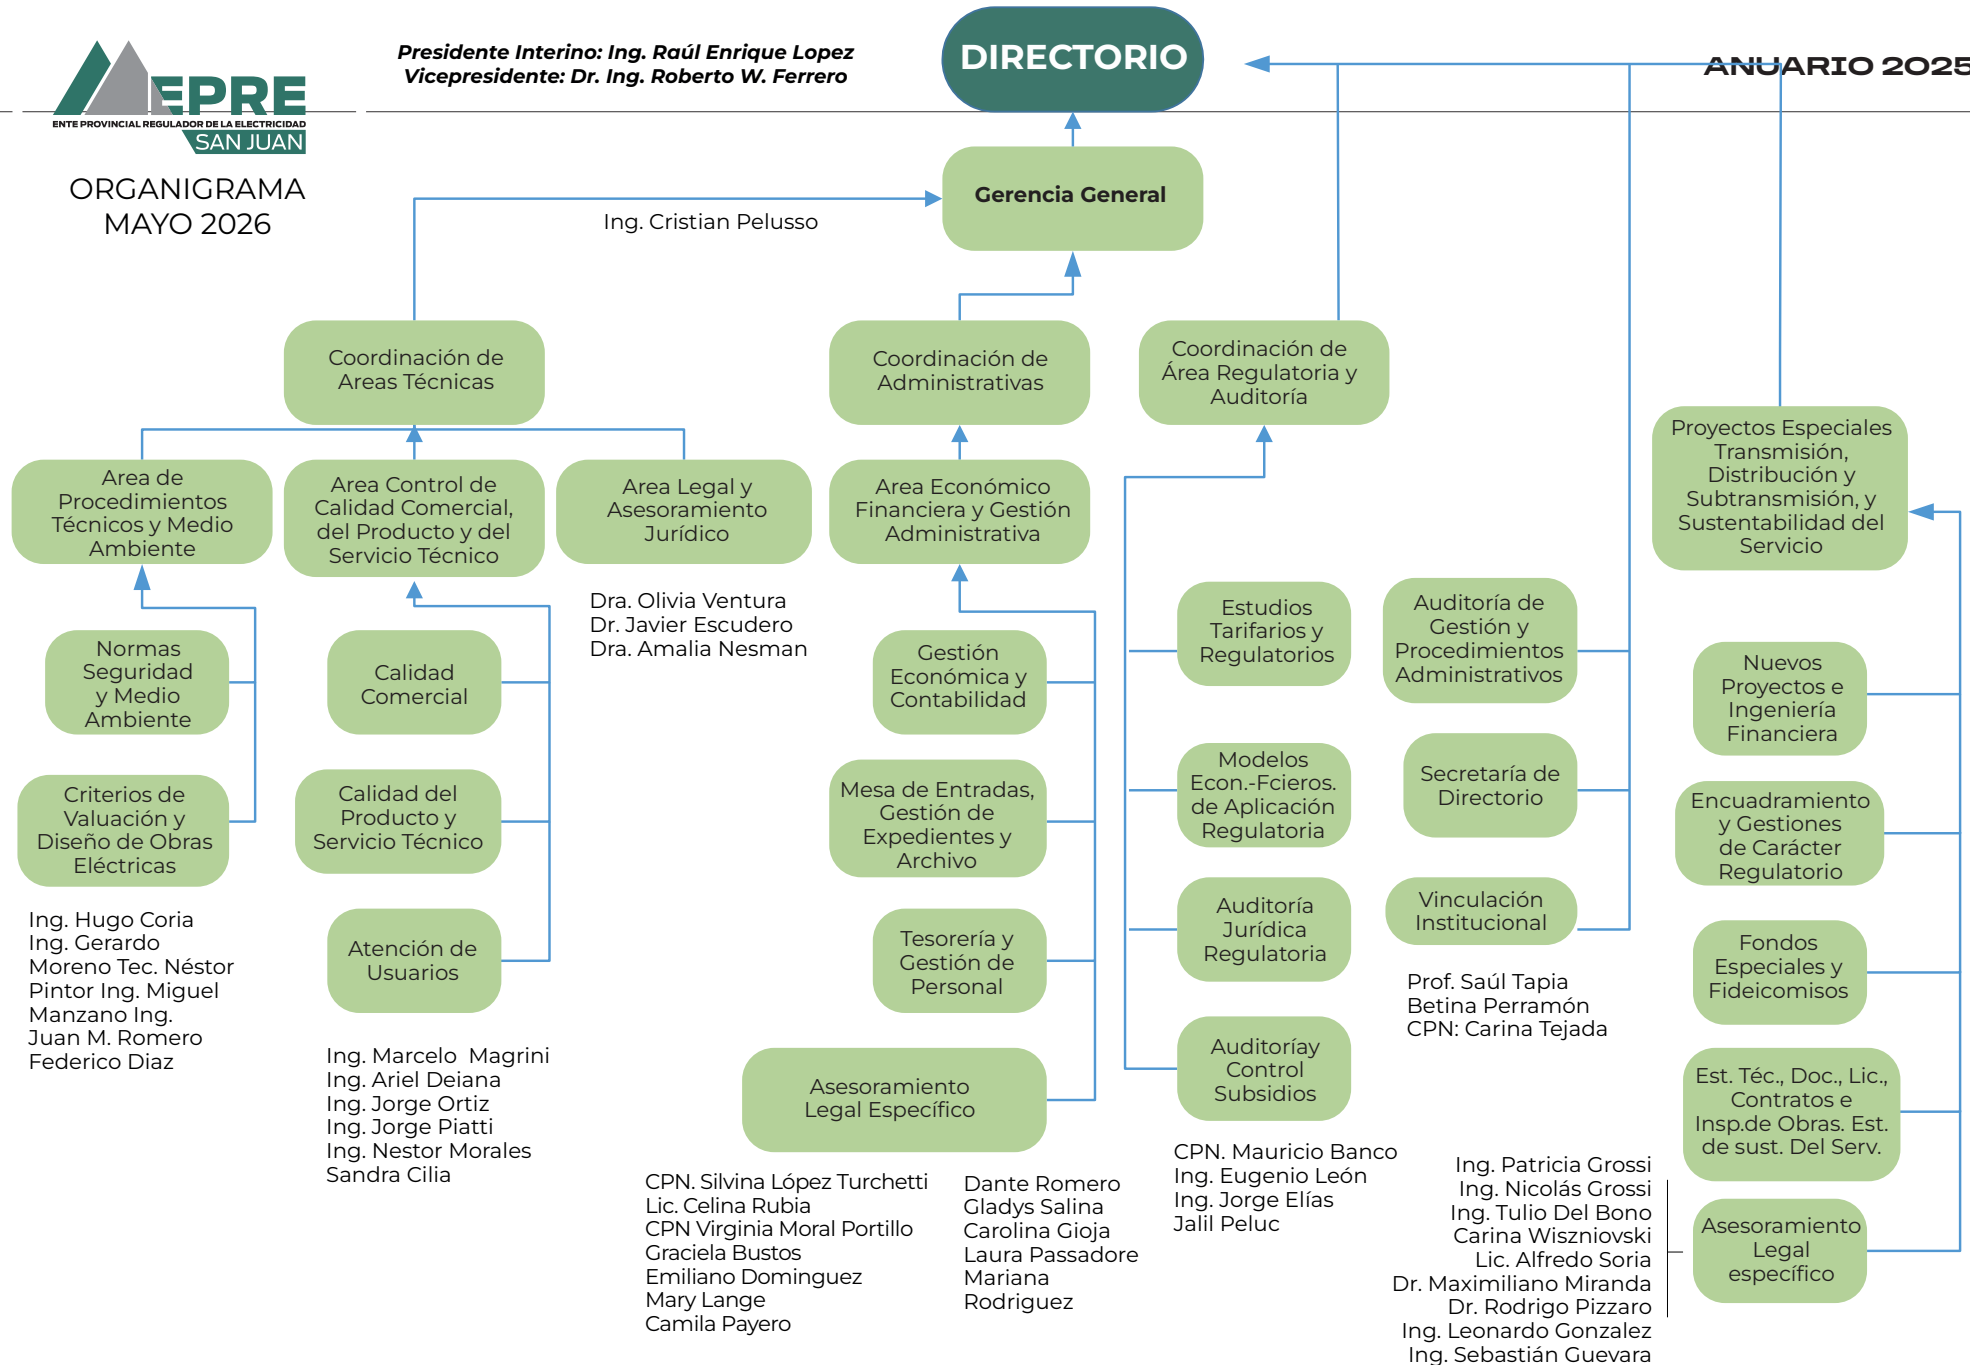 Presidente Interino: Ing. Raúl Enrique Lopez
Vicepresidente: Dr. Ing. Roberto W. Ferrero
DIRECTORIO
ANUARIO 2025
EPRE
ENTE PROVINCIAL REGULADOR DE LA ELECTRICIDAD
SAN JUAN
ORGANIGRAMA
MAYO 2026
Gerencia General
Ing. Cristian Pelusso
Coordinación de
Areas Técnicas
Coordinación de
Administrativas
Coordinación de
Área Regulatoria y
Auditoría
Proyectos Especiales
Transmisión,
Distribución y
Subtransmisión, y
Sustentabilidad del
Servicio
Area de
Procedimientos
Técnicos y Medio
Ambiente
Area Control de
Calidad Comercial,
del Producto y del
Servicio Técnico
Area Legal y
Asesoramiento
Jurídico
Area Económico
Financiera y Gestión
Administrativa
Dra. Olivia Ventura
Dr. Javier Escudero
Dra. Amalia Nesman
Normas
Seguridad
y Medio
Ambiente
Criterios de
Valuación y
Diseño de Obras
Eléctricas
Ing. Hugo Coria
Ing. Gerardo
Moreno Tec. Néstor
Pintor Ing. Miguel
Manzano Ing.
Juan M. Romero
Federico Diaz
Calidad
Comercial
Calidad del
Producto y
Servicio Técnico
Atención de
Usuarios
Ing. Marcelo  Magrini
Ing. Ariel Deiana
Ing. Jorge Ortiz
Ing. Jorge Piatti
Ing. Nestor Morales
Sandra Cilia
Gestión
Económica y
Contabilidad
Mesa de Entradas,
Gestión de
Expedientes y
Archivo
Tesorería y
Gestión de
Personal
Asesoramiento
Legal Específico
CPN. Silvina López Turchetti
Lic. Celina Rubia
CPN Virginia Moral Portillo
Graciela Bustos
Emiliano Dominguez
Mary Lange
Camila Payero
Dante Romero
Gladys Salina
Carolina Gioja
Laura Passadore
Mariana
Rodriguez
Estudios
Tarifarios y
Regulatorios
Modelos
Econ.-Fcieros.
de Aplicación
Regulatoria
Auditoría
Jurídica
Regulatoria
Auditoríay
Control
Subsidios
CPN. Mauricio Banco
Ing. Eugenio León
Ing. Jorge Elías
Jalil Peluc
Auditoría de
Gestión y
Procedimientos
Administrativos
Secretaría de
Directorio
Vinculación
Institucional
Prof. Saúl Tapia
Betina Perramón
CPN: Carina Tejada
Nuevos
Proyectos e
Ingeniería
Financiera
Encuadramiento
y Gestiones
de Carácter
Regulatorio
Fondos
Especiales y
Fideicomisos
Est. Téc., Doc., Lic.,
Contratos e
Insp.de Obras. Est.
de sust. Del Serv.
Asesoramiento
Legal
específico
Ing. Patricia Grossi
Ing. Nicolás Grossi
Ing. Tulio Del Bono
Carina Wiszniovski
Lic. Alfredo Soria
Dr. Maximiliano Miranda
Dr. Rodrigo Pizzaro
Ing. Leonardo Gonzalez
Ing. Sebastián Guevara